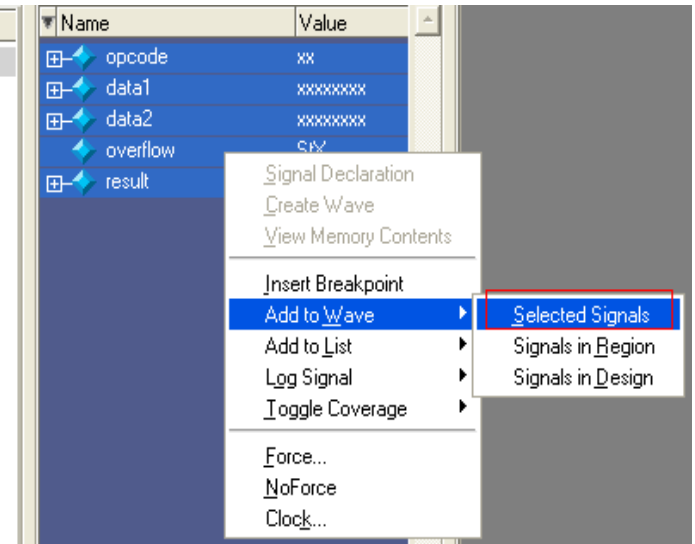 Name Value
opcode xx
data1 xxxxxxxx
data2 xxxxxxxx
overflow StX
result
Signal Declaration
Create Wave
View Memory Contents
Insert Breakpoint
Add to Wave
Add to List
Log Signal
Toggle Coverage
Force...
NoForce
Clock...
Selected Signals
Signals in Region
Signals in Design